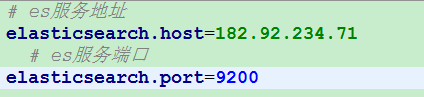 # es服务地址
elasticsearch.host=182.92.234.71
# es服务端口
elasticsearch.port=9200